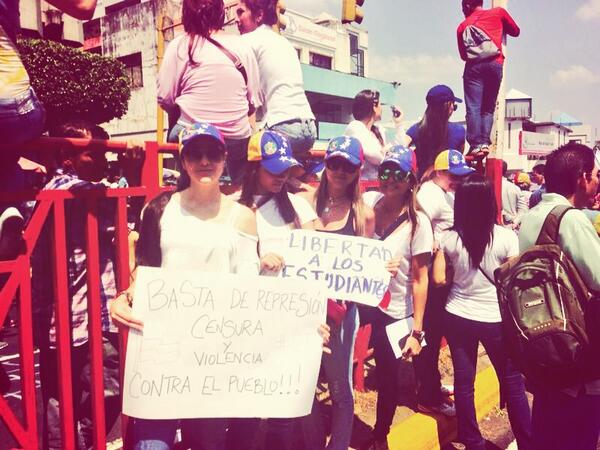 BASTA DE REPRESIÓN
CENSURA
Y
VIOLENCIA
CONTRA EL PUEBLO!!!
LIBERTAD
A LOS
ESTUDIANTES